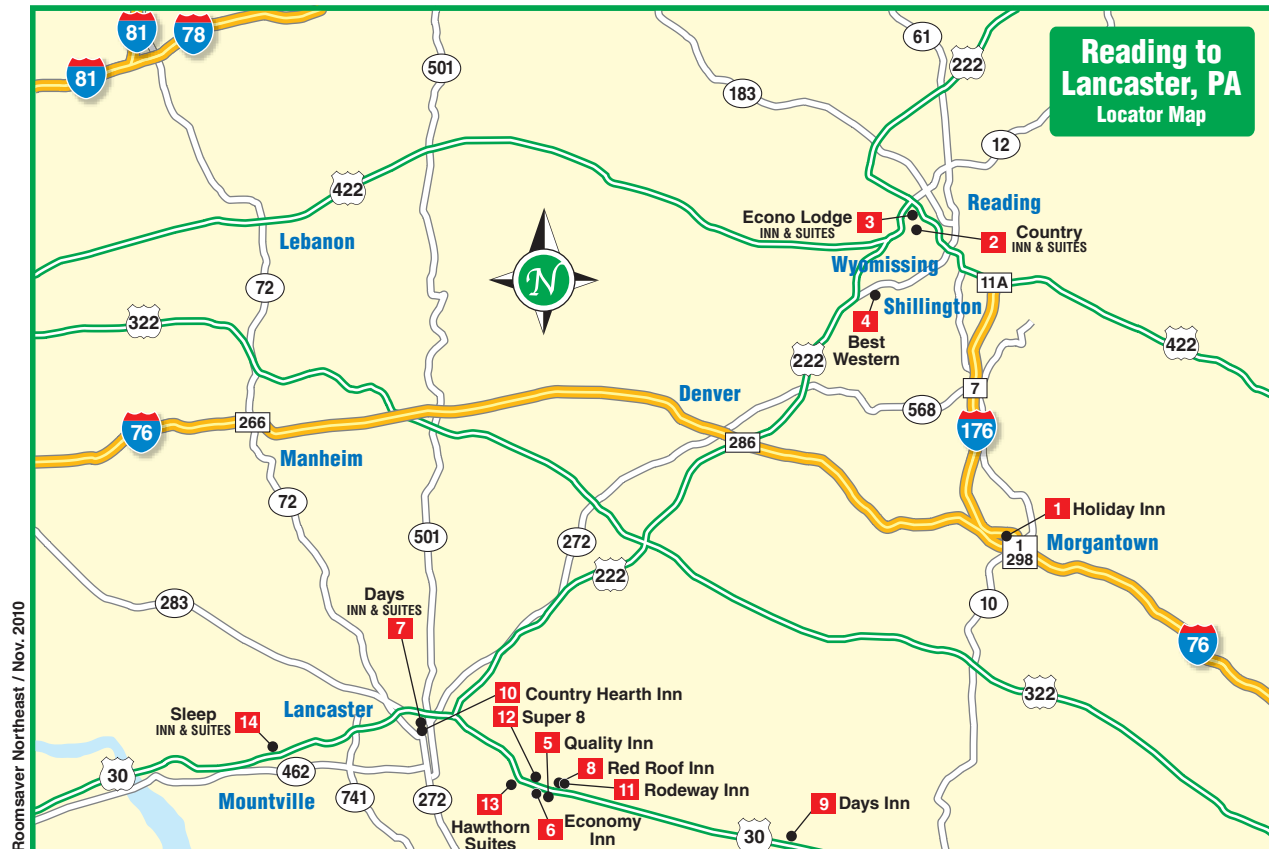 Reading to
Lancaster, PA
Locator Map
81
78
81
501
61
222
183
12
422
Reading
Econo Lodge
INN & SUITES
3
2
Country
INN & SUITES
Lebanon
Wyomissing
72
N
11A
Shillington
322
4
Best
Western
222
422
Denver
7
568
266
76
286
176
Manheim
72
1
Holiday Inn
501
272
Morgantown
1
298
222
283
10
Days
INN & SUITES
7
76
322
10
Country Hearth Inn
Lancaster
Sleep
INN & SUITES
14
12
Super 8
5
Quality Inn
8
Red Roof Inn
30
462
11
Rodeway Inn
Mountville
741
272
13
Hawthorn
Suites
6
Economy
Inn
9
Days Inn
30
Roomsaver Northeast / Nov. 2010